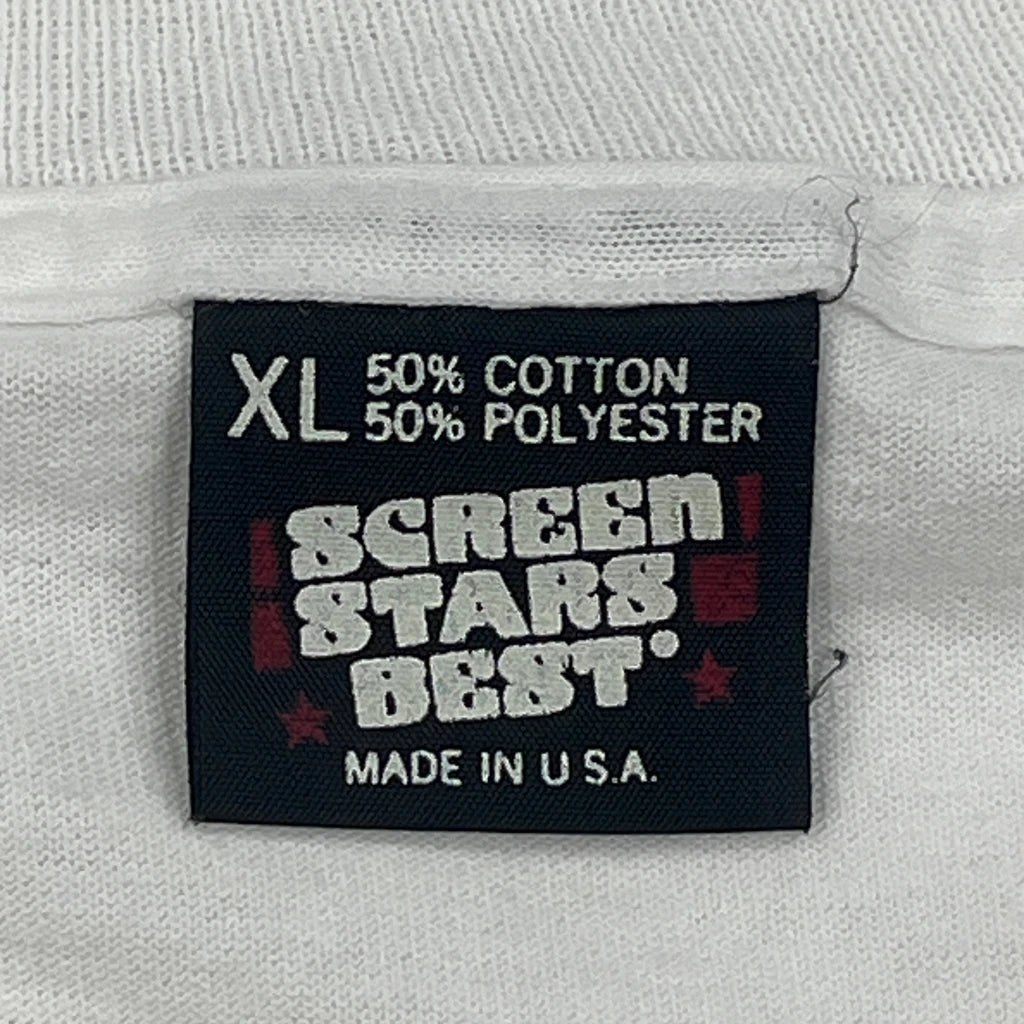 XL 50% COTTON
50% POLYESTER
SCREEN
STARS
BEST
MADE IN U S.A.